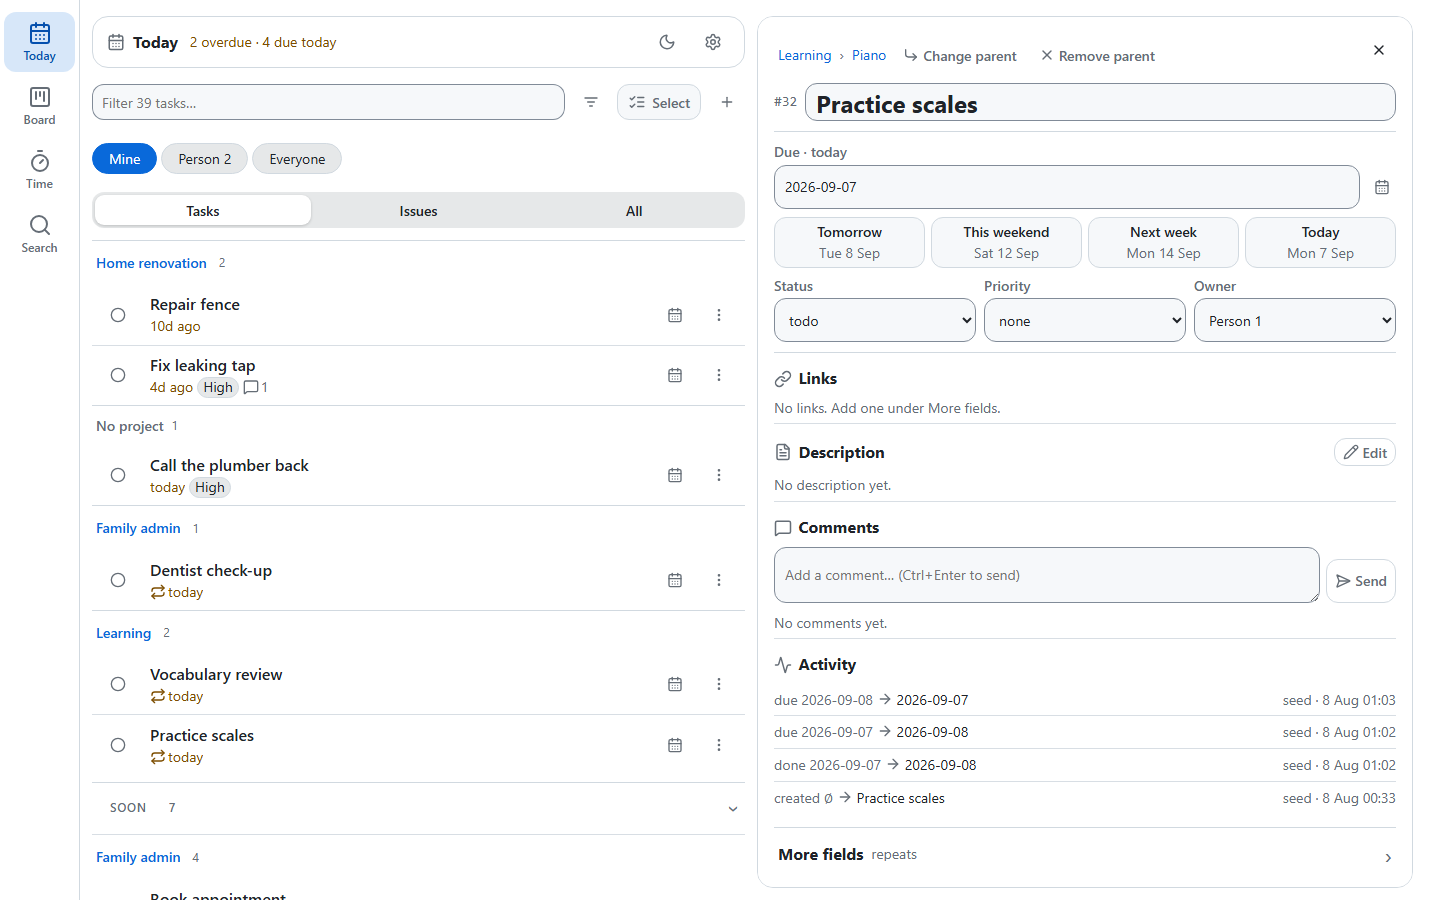 Today
Board
Time
Search
Today 2 overdue · 4 due today
Filter 39 tasks...
Select
Mine
Person 2
Everyone
Tasks
Issues
All
Home renovation 2
Repair fence
10d ago
Fix leaking tap
4d ago High 1
No project 1
Call the plumber back
today High
Family admin 1
Dentist check-up
today
Learning 2
Vocabulary review
today
Practice scales
today
SOON 7
Family admin 4
Book appointment
Learning › Piano Change parent Remove parent
#32 Practice scales
Due · today
2026-09-07
Tomorrow
Tue 8 Sep
This weekend
Sat 12 Sep
Next week
Mon 14 Sep
Today
Mon 7 Sep
Status
todo
Priority
none
Owner
Person 1
Links
No links. Add one under More fields.
Description
Edit
No description yet.
Comments
Add a comment... (Ctrl+Enter to send)
Send
No comments yet.
Activity
due 2026-09-08 → 2026-09-07 seed · 8 Aug 01:03
due 2026-09-07 → 2026-09-08 seed · 8 Aug 01:02
done 2026-09-07 → 2026-09-08 seed · 8 Aug 01:02
created ∅ → Practice scales seed · 8 Aug 00:33
More fields repeats